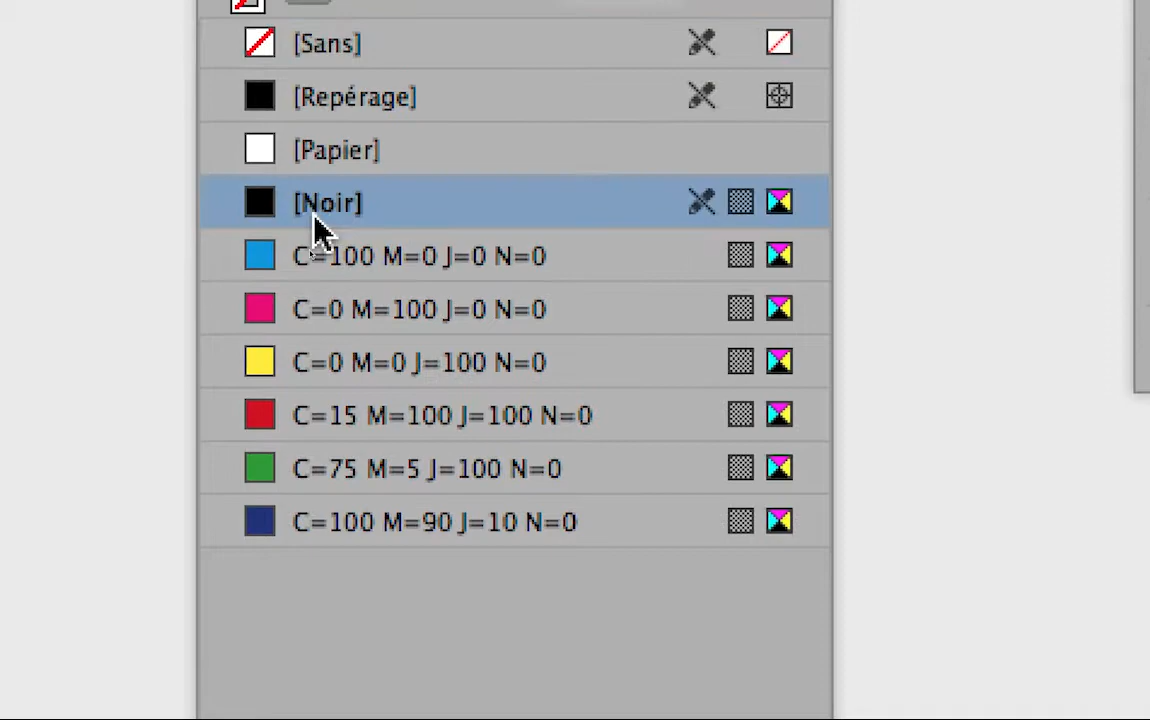 [Sans]
[Repérage]
[Papier]
[Noir]
C=100 M=0 J=0 N=0
C=0 M=100 J=0 N=0
C=0 M=0 J=100 N=0
C=15 M=100 J=100 N=0
C=75 M=5 J=100 N=0
C=100 M=90 J=10 N=0